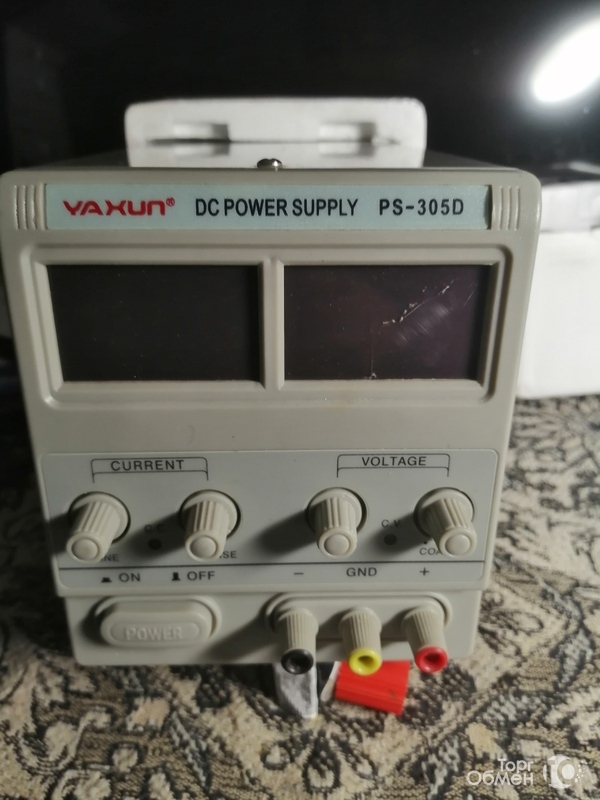 YAXUN® DC POWER SUPPLY PS-305D
CURRENT VOLTAGE
C.V.
ON OFF - GND +
POWER
Торг
Обмен